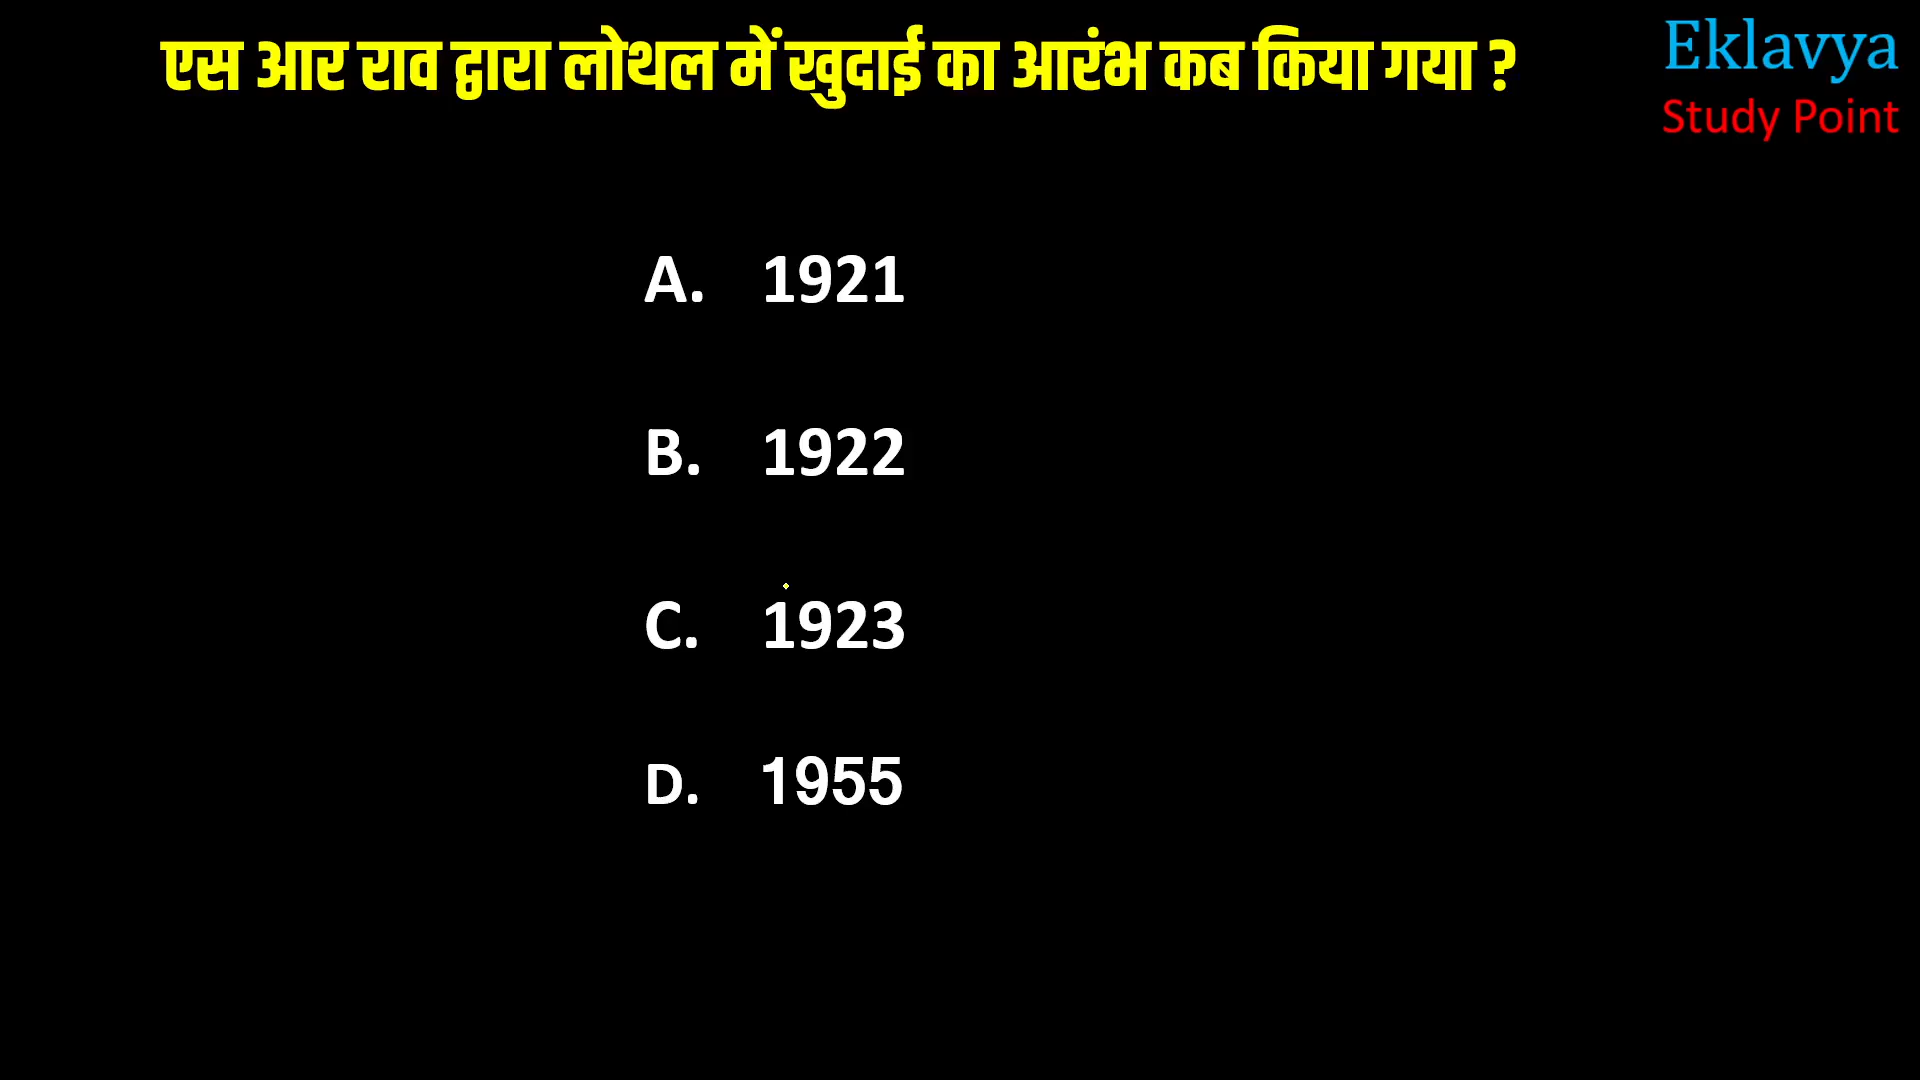 एस आर राव द्वारा लोथल में खुदाई का आरंभ कब किया गया ?
Eklavya
Study Point
A. 1921
B. 1922
C. 1923
D. 1955